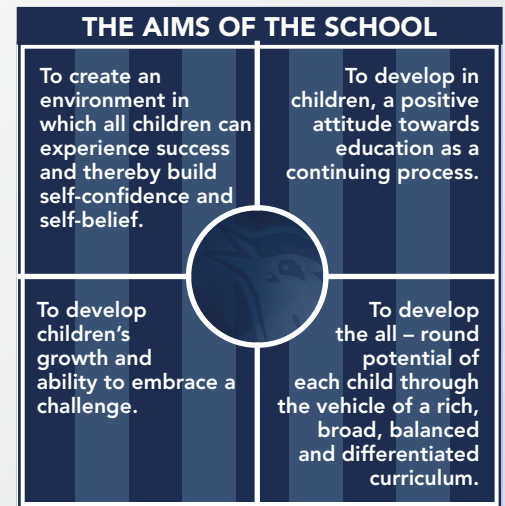 THE AIMS OF THE SCHOOL
To create an
environment in
which all children can
experience success
and thereby build
self-confidence and
self-belief.
To develop in
children, a positive
attitude towards
education as a
continuing process.
To develop
children’s
growth and
ability to embrace a
challenge.
To develop
the all – round
potential of
each child through
the vehicle of a rich,
broad, balanced
and differentiated
curriculum.